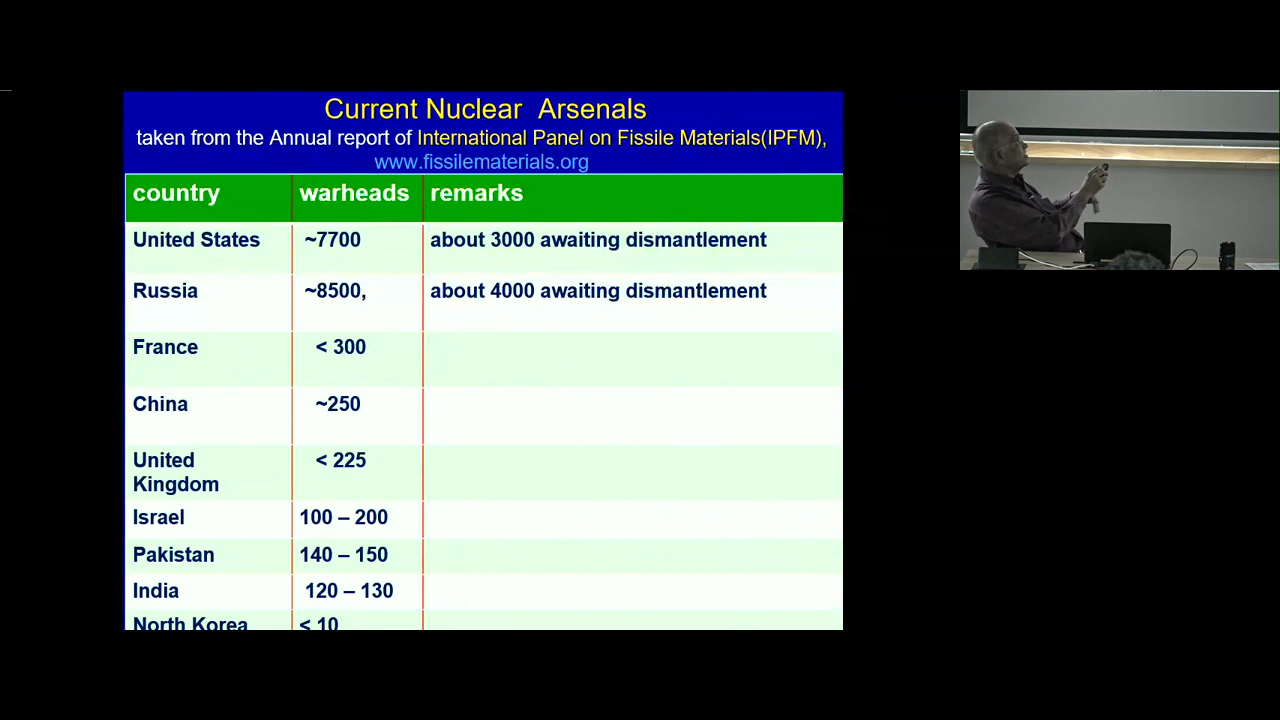 Current Nuclear Arsenals
taken from the Annual report of International Panel on Fissile Materials(IPFM),
www.fissilematerials.org
country warheads remarks
United States ~7700 about 3000 awaiting dismantlement
Russia ~8500, about 4000 awaiting dismantlement
France < 300
China ~250
United < 225
Kingdom
Israel 100 – 200
Pakistan 140 – 150
India 120 – 130
North Korea < 10